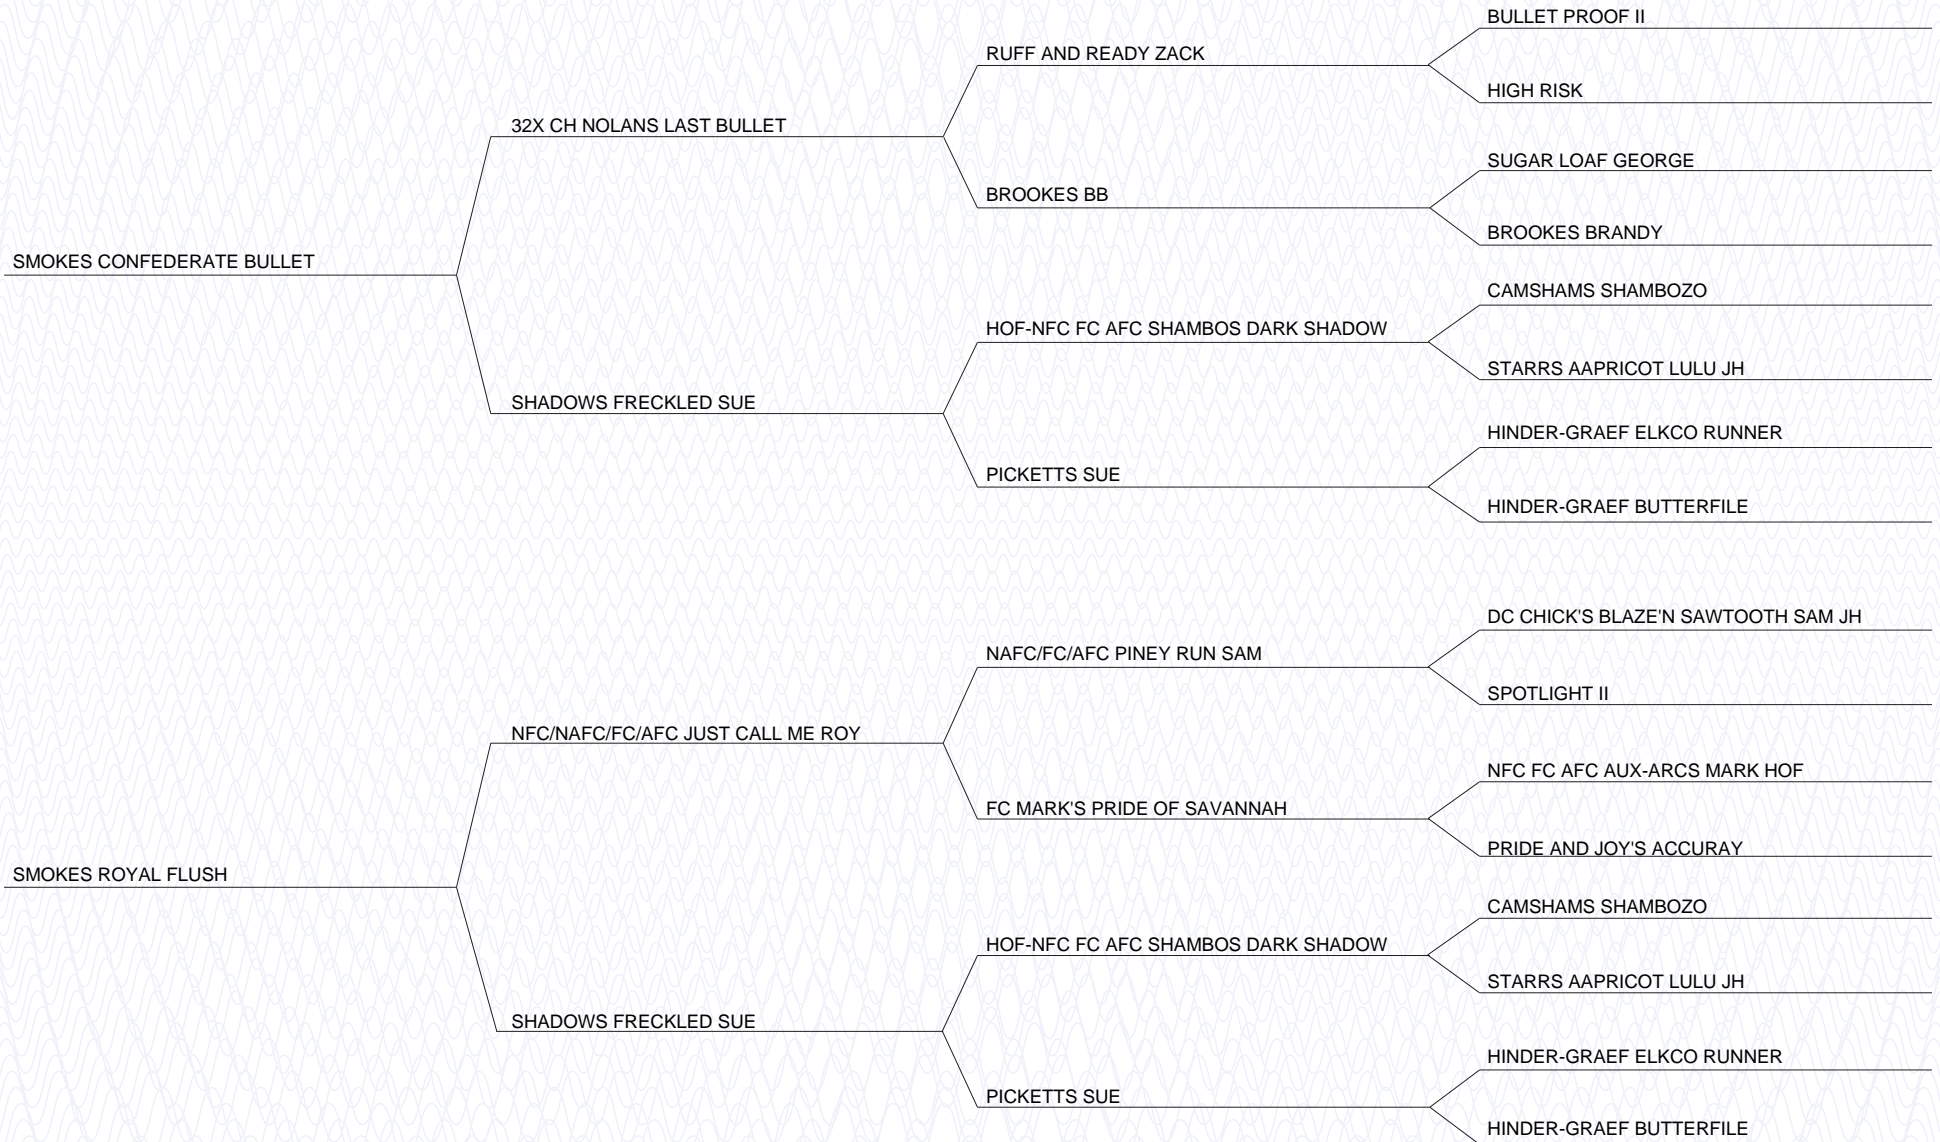 BULLET PROOF II
RUFF AND READY ZACK
HIGH RISK
32X CH NOLANS LAST BULLET
SUGAR LOAF GEORGE
BROOKES BB
BROOKES BRANDY
SMOKES CONFEDERATE BULLET
CAMSHAMS SHAMBOZO
HOF-NFC FC AFC SHAMBOS DARK SHADOW
STARRS AAPRICOT LULU JH
SHADOWS FRECKLED SUE
HINDER-GRAEF ELKCO RUNNER
PICKETTS SUE
HINDER-GRAEF BUTTERFILE
DC CHICK'S BLAZE'N SAWTOOTH SAM JH
NAFC/FC/AFC PINEY RUN SAM
SPOTLIGHT II
NFC/NAFC/FC/AFC JUST CALL ME ROY
NFC FC AFC AUX-ARCS MARK HOF
FC MARK'S PRIDE OF SAVANNAH
PRIDE AND JOY'S ACCURAY
SMOKES ROYAL FLUSH
CAMSHAMS SHAMBOZO
HOF-NFC FC AFC SHAMBOS DARK SHADOW
STARRS AAPRICOT LULU JH
SHADOWS FRECKLED SUE
HINDER-GRAEF ELKCO RUNNER
PICKETTS SUE
HINDER-GRAEF BUTTERFILE